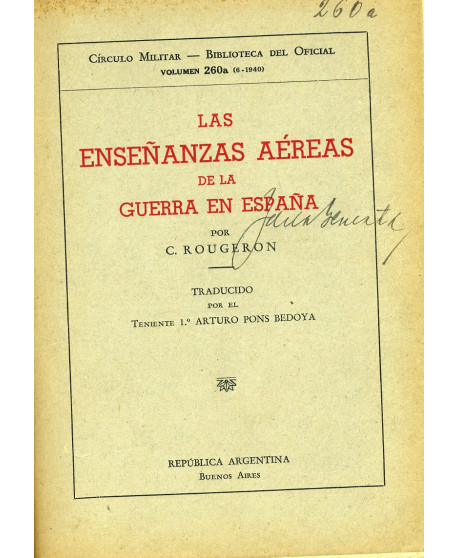 260a
Círculo Militar — Biblioteca del Oficial
VOLUMEN 260a (6-1940)
LAS
ENSEÑANZAS AÉREAS
DE LA
GUERRA EN ESPAÑA
POR
C. ROUGERON
TRADUCIDO
POR EL
Teniente 1.º ARTURO PONS BEDOYA
REPÚBLICA ARGENTINA
Buenos Aires